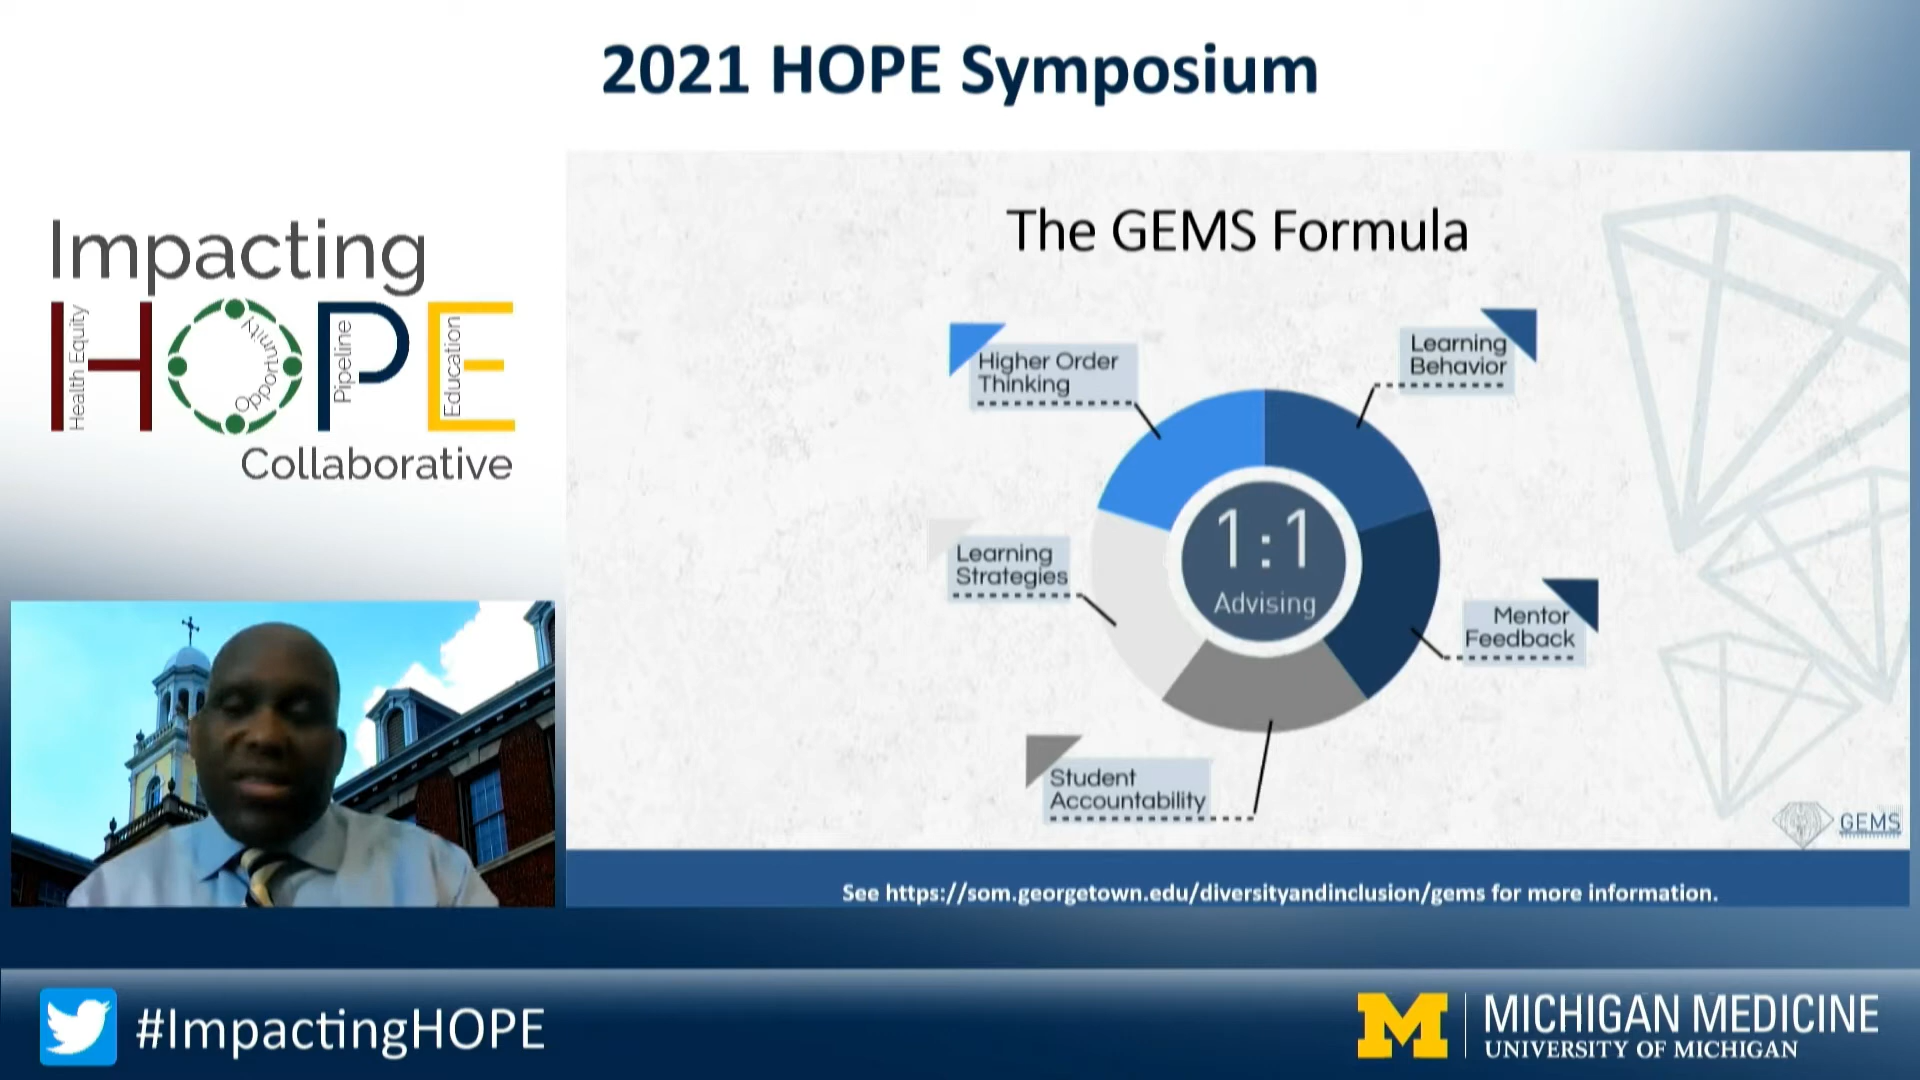 2021 HOPE Symposium
Impacting
HOPE
Health Equity
Opportunity
Pipeline
Education
Collaborative
The GEMS Formula
Higher Order
Thinking
Learning
Behavior
Learning
Strategies
1:1
Advising
Mentor
Feedback
Student
Accountability
GEMS
See https://som.georgetown.edu/diversityandinclusion/gems for more information.
#ImpactingHOPE
M
MICHIGAN MEDICINE
UNIVERSITY OF MICHIGAN